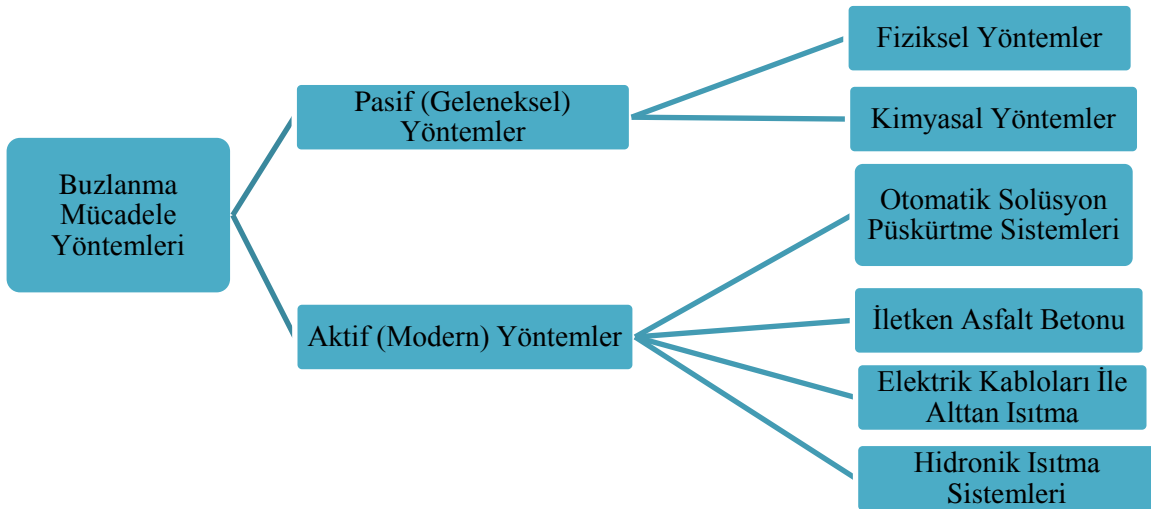 Buzlanma
Mücadele
Yöntemleri
Pasif (Geleneksel)
Yöntemler
Fiziksel Yöntemler
Kimyasal Yöntemler
Aktif (Modern) Yöntemler
Otomatik Solüsyon
Püskürtme Sistemleri
İletken Asfalt Betonu
Elektrik Kabloları İle
Alttan Isıtma
Hidronik Isıtma
Sistemleri